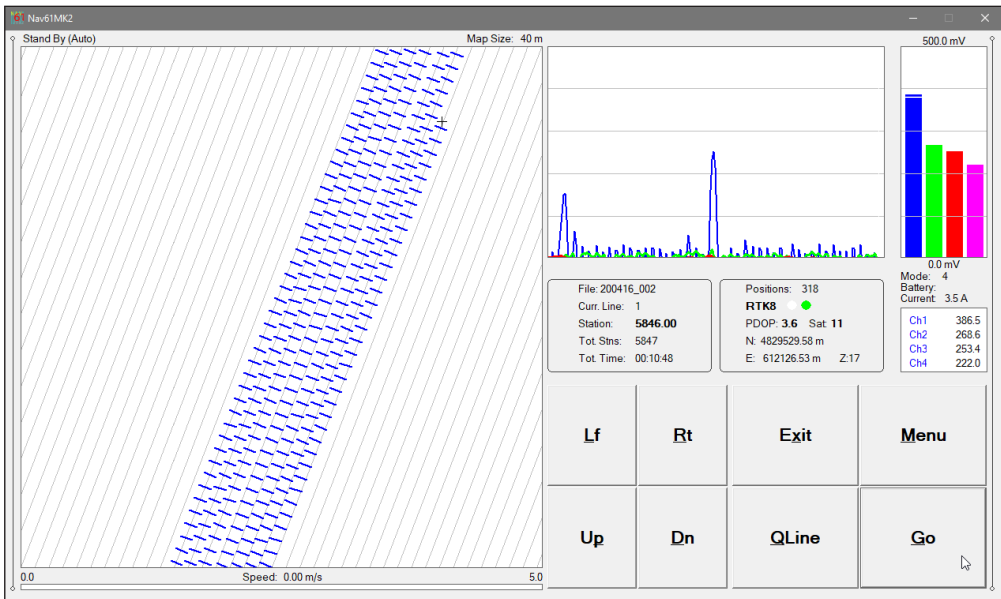 Nav61MK2
Stand By (Auto)
Map Size: 40 m
500.0 mV
0.0 mV
Mode: 4
Battery:
Current: 3.5 A
File: 200416_002
Curr. Line: 1
Station: 5846.00
Tot. Stns: 5847
Tot. Time: 00:10:48
Positions: 318
RTK8
PDOP: 3.6 Sat: 11
N: 4829529.58 m
E: 612126.53 m Z:17
Ch1 386.5
Ch2 268.6
Ch3 253.4
Ch4 222.0
Lf
Rt
Exit
Menu
Up
Dn
QLine
Go
0.0
Speed: 0.00 m/s
5.0